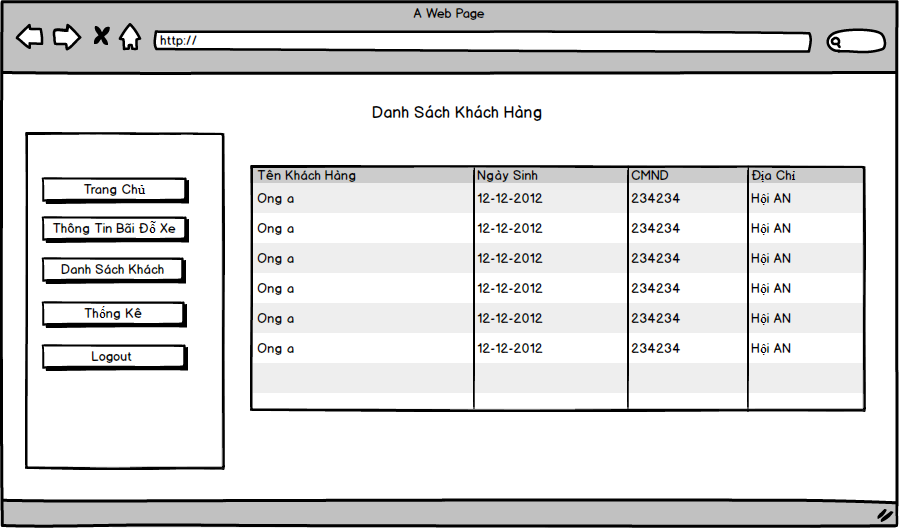 A Web Page
http://
Danh Sách Khách Hàng
Trang Chủ
Thông Tin Bãi Đỗ Xe
Danh Sách Khách
Thống Kê
Logout
Tên Khách Hàng Ngày Sinh CMND Địa Chỉ
Ong a 12-12-2012 234234 Hội AN
Ong a 12-12-2012 234234 Hội AN
Ong a 12-12-2012 234234 Hội AN
Ong a 12-12-2012 234234 Hội AN
Ong a 12-12-2012 234234 Hội AN
Ong a 12-12-2012 234234 Hội AN